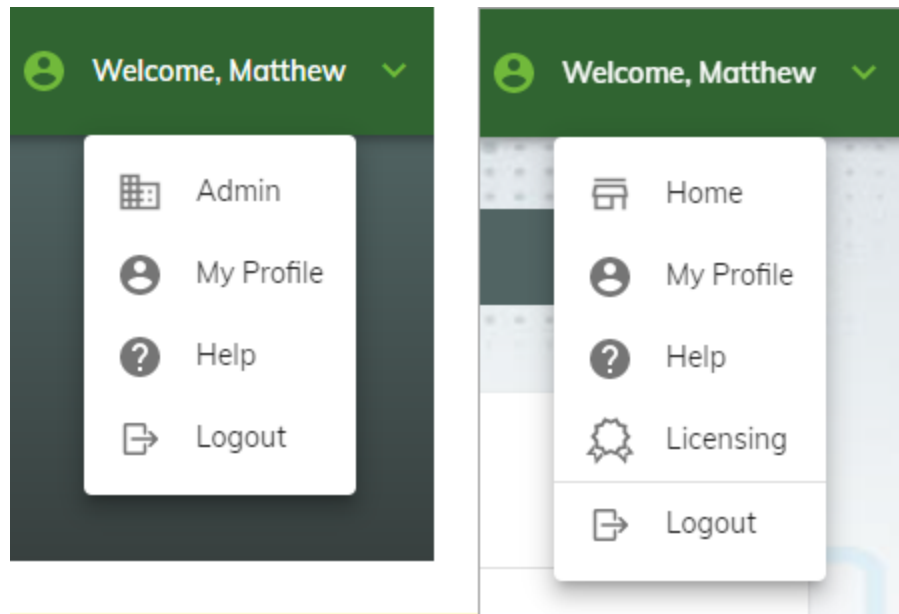 Welcome, Matthew
Admin
My Profile
Help
Logout
Welcome, Matthew
Home
My Profile
Help
Licensing
Logout